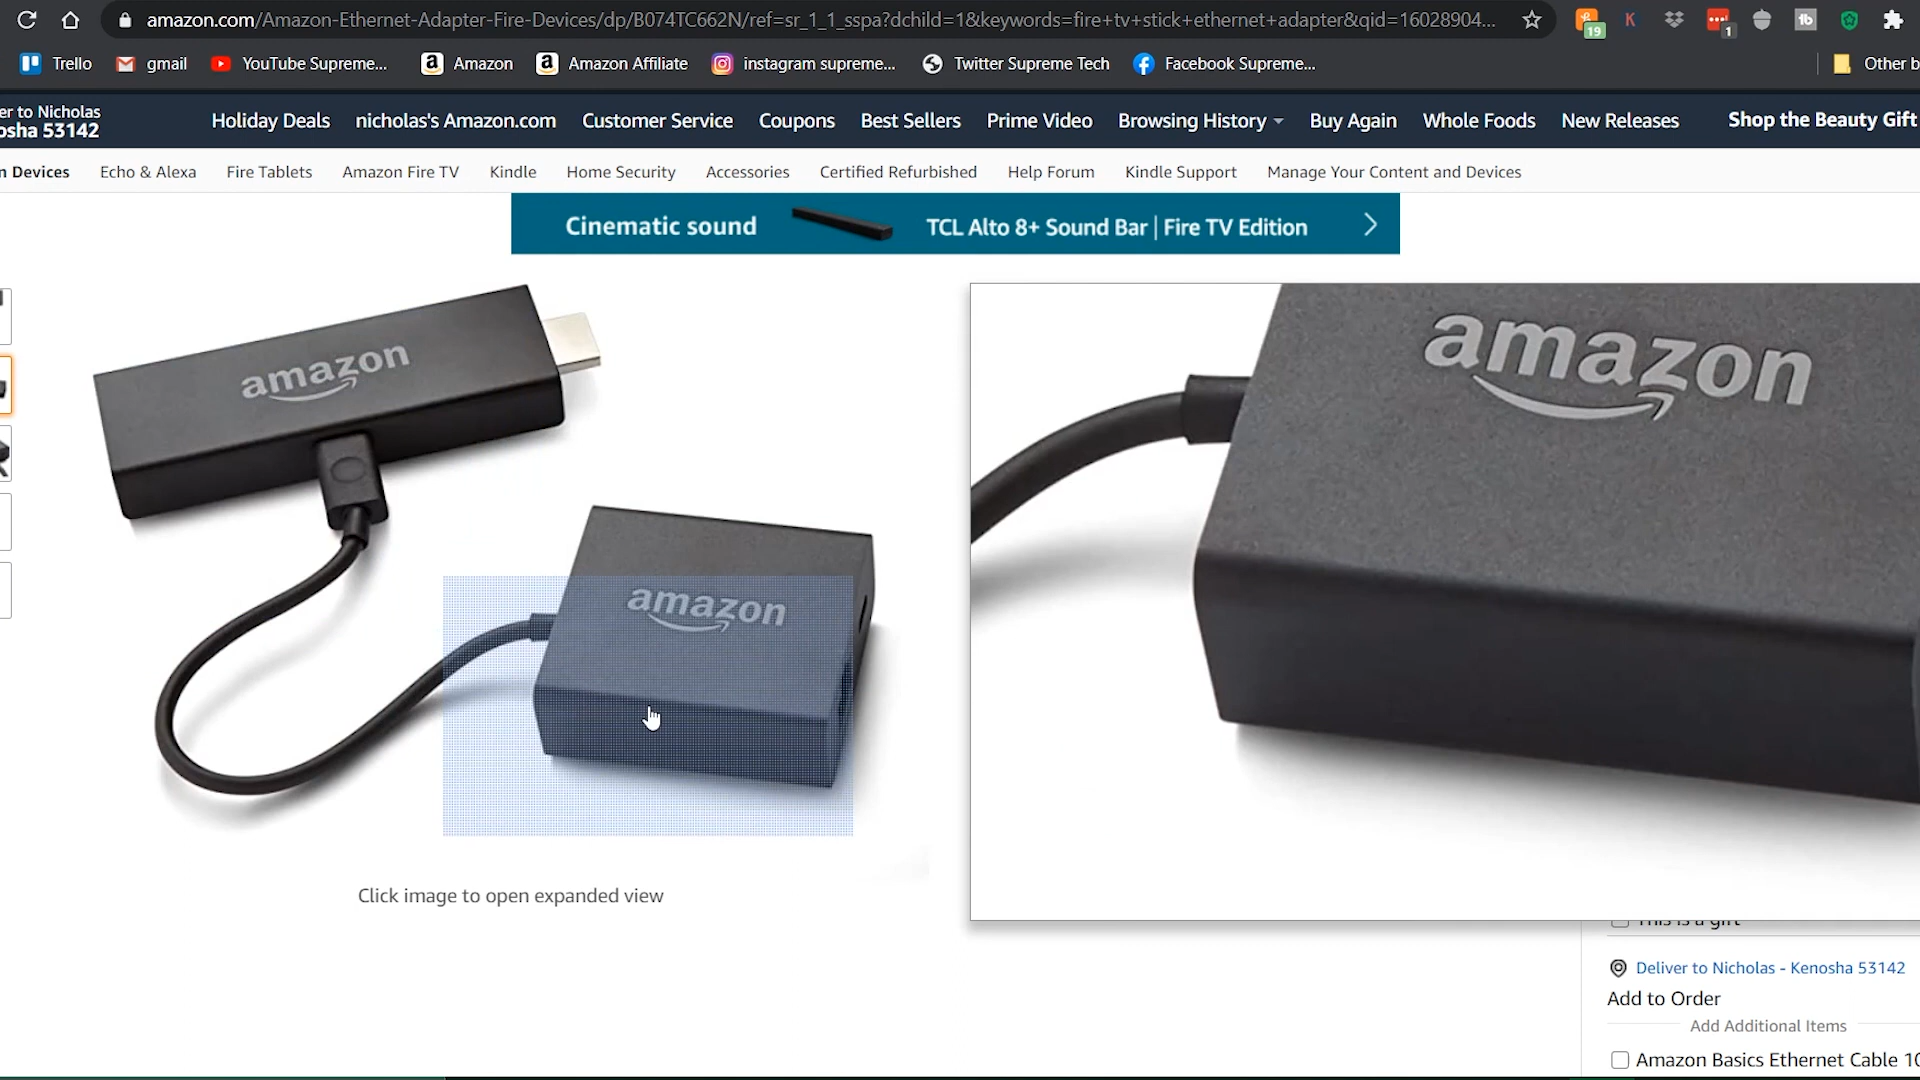 amazon.com/Amazon-Ethernet-Adapter-Fire-Devices/dp/B074TC662N/ref=sr_1_1_sspa?dchild=1&keywords=fire+tv+stick+ethernet+adapter&qid=16028904...
19
K
1
tb
Trello
gmail
YouTube Supreme...
a Amazon
a Amazon Affiliate
instagram supreme...
Twitter Supreme Tech
Facebook Supreme...
Other b
er to Nicholas
osha 53142
Holiday Deals
nicholas's Amazon.com
Customer Service
Coupons
Best Sellers
Prime Video
Browsing History
Buy Again
Whole Foods
New Releases
Shop the Beauty Gift
n Devices
Echo & Alexa
Fire Tablets
Amazon Fire TV
Kindle
Home Security
Accessories
Certified Refurbished
Help Forum
Kindle Support
Manage Your Content and Devices
Cinematic sound
TCL Alto 8+ Sound Bar | Fire TV Edition
amazon
amazon
amazon
Click image to open expanded view
This is a gift
Deliver to Nicholas - Kenosha 53142
Add to Order
Add Additional Items
Amazon Basics Ethernet Cable 10